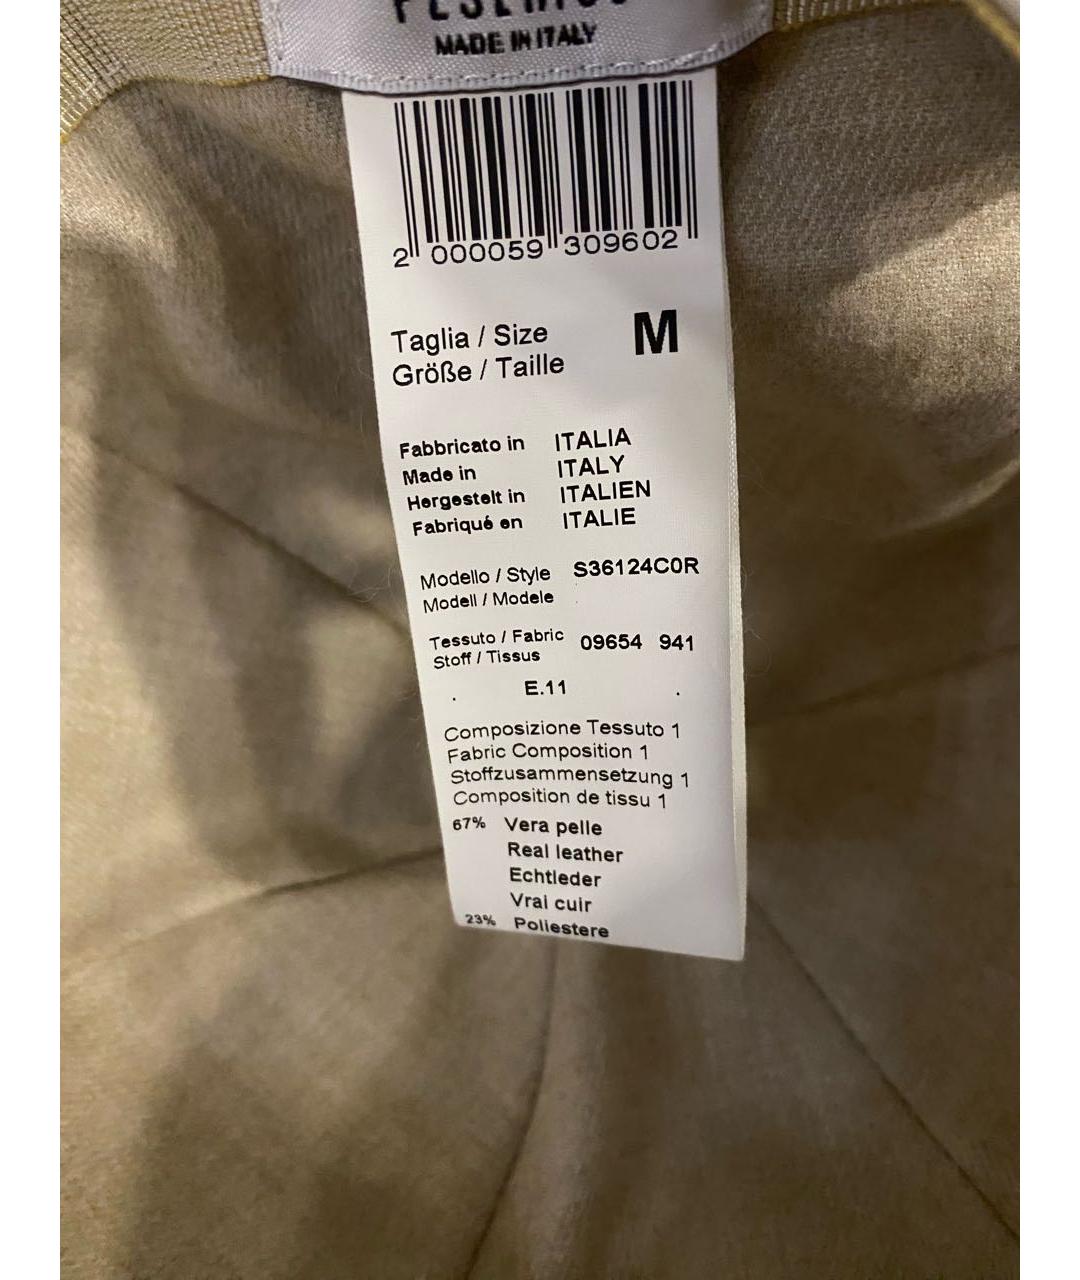 MADE IN ITALY
2 000059 309602
Taglia / Size M
Größe / Taille
Fabbricato in ITALIA
Made in ITALY
Hergestelt in ITALIEN
Fabriqué en ITALIE
Modello / Style S36124C0R
Modell / Modele
Tessuto / Fabric 09654 941
Stoff / Tissus
. E.11 .
Composizione Tessuto 1
Fabric Composition 1
Stoffzusammensetzung 1
Composition de tissu 1
67% Vera pelle
Real leather
Echtleder
Vrai cuir
23% Poliestere